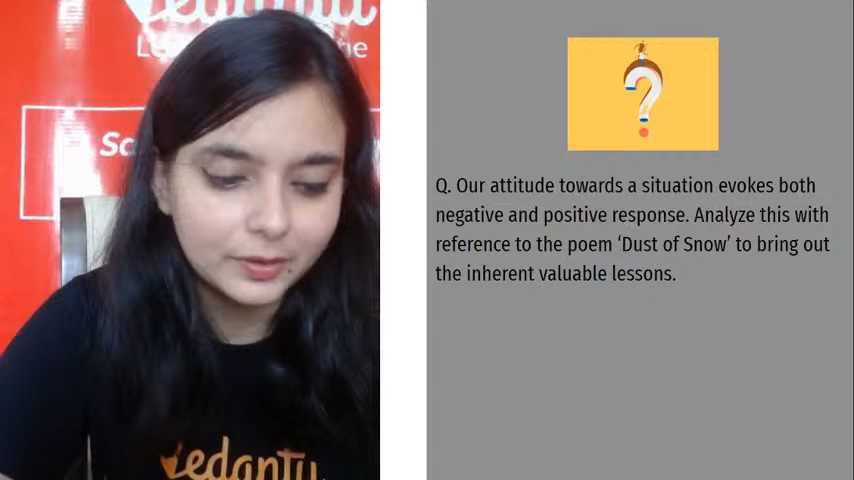 Q. Our attitude towards a situation evokes both
negative and positive response. Analyze this with
reference to the poem ‘Dust of Snow’ to bring out
the inherent valuable lessons.